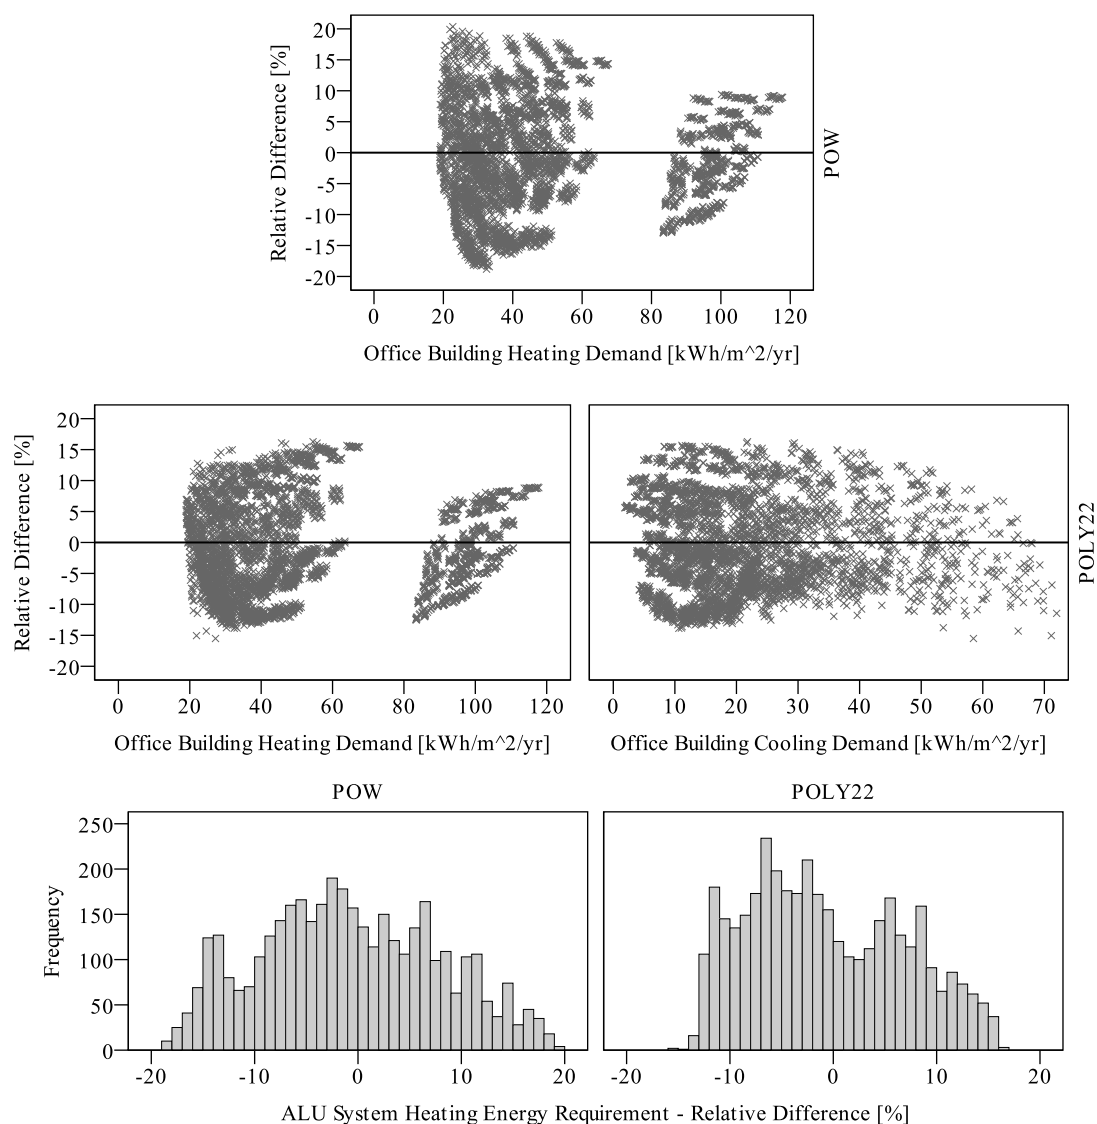 20
15
10
5
0
-5
-10
-15
-20
Relative Difference [%]
POW
0 20 40 60 80 100 120
Office Building Heating Demand [kWh/m^2/yr]
20
15
10
5
0
-5
-10
-15
-20
Relative Difference [%]
0 20 40 60 80 100 120
Office Building Heating Demand [kWh/m^2/yr]
POLY22
0 10 20 30 40 50 60 70
Office Building Cooling Demand [kWh/m^2/yr]
POW
POLY22
250
200
150
100
50
0
Frequency
-20 -10 0 10 20
-20 -10 0 10 20
ALU System Heating Energy Requirement - Relative Difference [%]